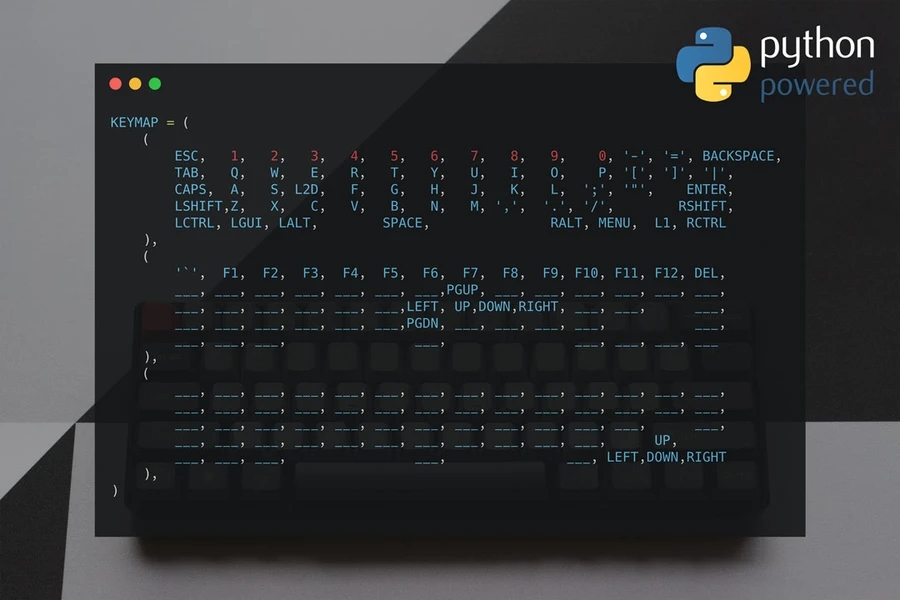 python
powered
KEYMAP = (
(
ESC, 1, 2, 3, 4, 5, 6, 7, 8, 9, 0, '-', '=', BACKSPACE,
TAB, Q, W, E, R, T, Y, U, I, O, P, '[', ']', '|',
CAPS, A, S, L2D, F, G, H, J, K, L, ';', '"', ENTER,
LSHIFT,Z, X, C, V, B, N, M, ',', '.', '/', RSHIFT,
LCTRL, LGUI, LALT, SPACE, RALT, MENU, L1, RCTRL
),
(
'`', F1, F2, F3, F4, F5, F6, F7, F8, F9, F10, F11, F12, DEL,
___, ___, ___, ___, ___, ___, ___,PGUP, ___, ___, ___, ___, ___, ___,
___, ___, ___, ___, ___, ___,LEFT, UP,DOWN,RIGHT, ___, ___, ___,
___, ___, ___, ___, ___, ___,PGDN, ___, ___, ___, ___, ___,
___, ___, ___, ___, ___, ___, ___, ___
),
(
___, ___, ___, ___, ___, ___, ___, ___, ___, ___, ___, ___, ___, ___,
___, ___, ___, ___, ___, ___, ___, ___, ___, ___, ___, ___, ___, ___,
___, ___, ___, ___, ___, ___, ___, ___, ___, ___, ___, ___, ___,
___, ___, ___, ___, ___, ___, ___, ___, ___, ___, ___, UP,
___, ___, ___, ___, ___, LEFT,DOWN,RIGHT
),
)